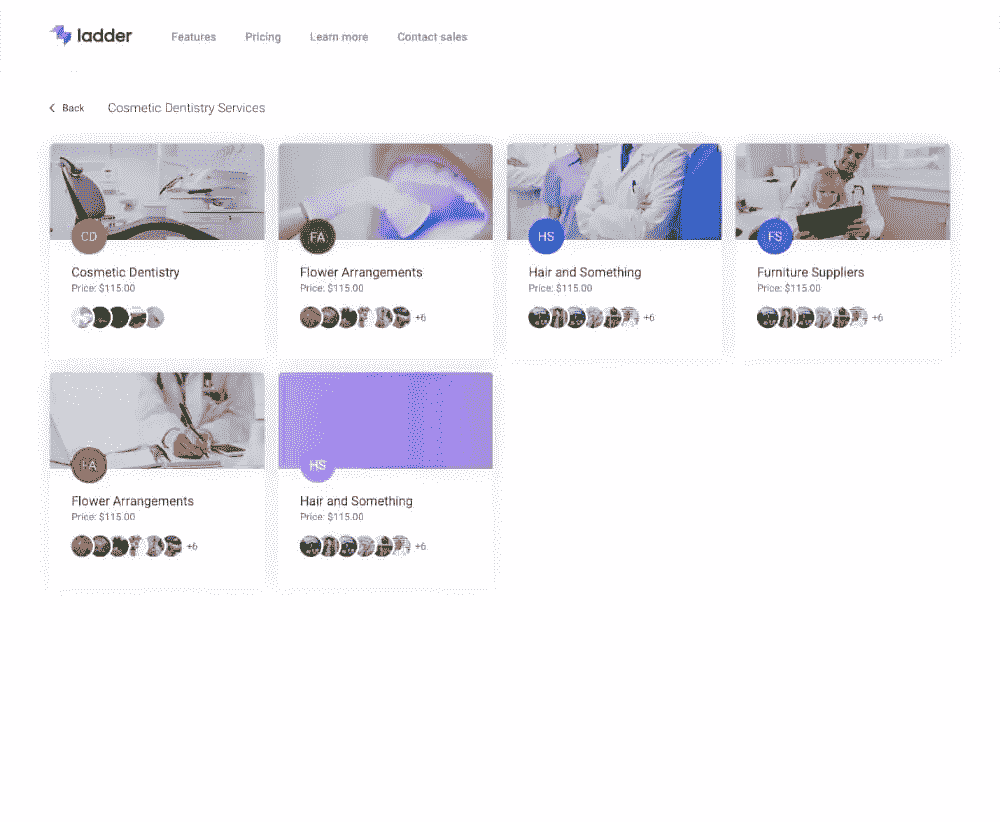 ladder
Features Pricing Learn more Contact sales
Back Cosmetic Dentistry Services
CD
FA
HS
FS
Cosmetic Dentistry
Price: $115.00
Flower Arrangements
Price: $115.00
+6
Hair and Something
Price: $115.00
+6
Furniture Suppliers
Price: $115.00
+6
FA
HS
Flower Arrangements
Price: $115.00
+6
Hair and Something
Price: $115.00
+6